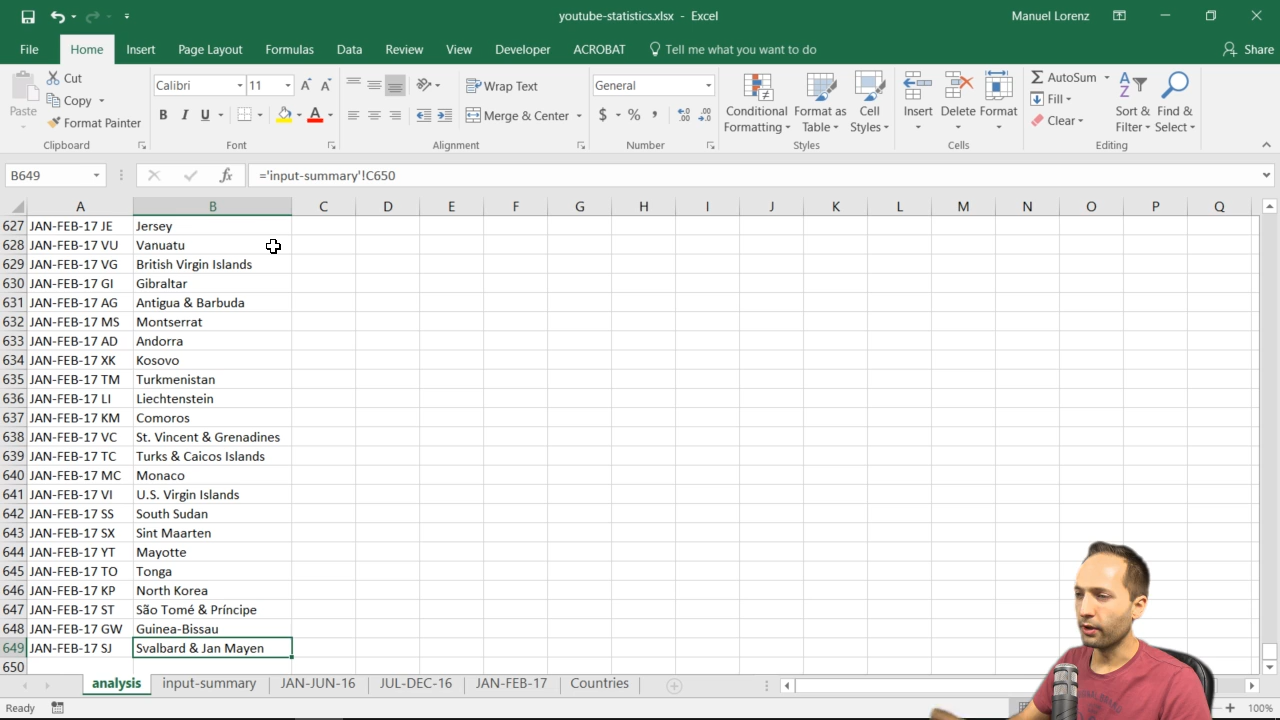 youtube-statistics.xlsx - Excel
Manuel Lorenz
File Home Insert Page Layout Formulas Data Review View Developer ACROBAT Tell me what you want to do Share
Paste
Cut
Copy
Format Painter
Clipboard
Calibri 11
B I U
Font
Wrap Text
Merge & Center
Alignment
General
$ % ,
Number
Conditional Formatting
Format as Table
Cell Styles
Styles
Insert Delete Format
Cells
AutoSum
Fill
Clear
Sort & Filter
Find & Select
Editing
B649 fx ='input-summary'!C650
A B C D E F G H I J K L M N O P Q
627 JAN-FEB-17 JE Jersey
628 JAN-FEB-17 VU Vanuatu
629 JAN-FEB-17 VG British Virgin Islands
630 JAN-FEB-17 GI Gibraltar
631 JAN-FEB-17 AG Antigua & Barbuda
632 JAN-FEB-17 MS Montserrat
633 JAN-FEB-17 AD Andorra
634 JAN-FEB-17 XK Kosovo
635 JAN-FEB-17 TM Turkmenistan
636 JAN-FEB-17 LI Liechtenstein
637 JAN-FEB-17 KM Comoros
638 JAN-FEB-17 VC St. Vincent & Grenadines
639 JAN-FEB-17 TC Turks & Caicos Islands
640 JAN-FEB-17 MC Monaco
641 JAN-FEB-17 VI U.S. Virgin Islands
642 JAN-FEB-17 SS South Sudan
643 JAN-FEB-17 SX Sint Maarten
644 JAN-FEB-17 YT Mayotte
645 JAN-FEB-17 TO Tonga
646 JAN-FEB-17 KP North Korea
647 JAN-FEB-17 ST São Tomé & Príncipe
648 JAN-FEB-17 GW Guinea-Bissau
649 JAN-FEB-17 SJ Svalbard & Jan Mayen
650
analysis input-summary JAN-JUN-16 JUL-DEC-16 JAN-FEB-17 Countries
Ready 100%